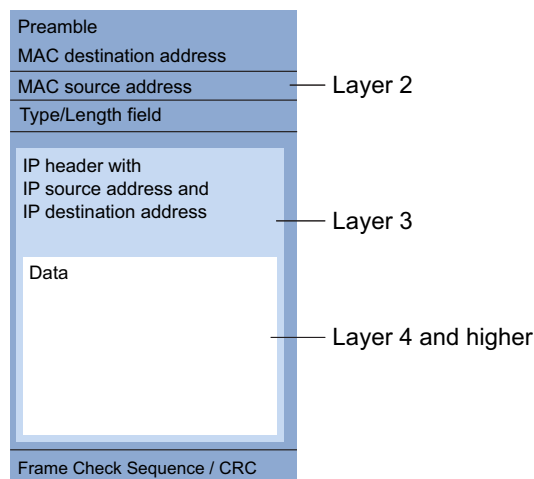 Preamble
MAC destination address
MAC source address
Layer 2
Type/Length field
IP header with
IP source address and
IP destination address
Layer 3
Data
Layer 4 and higher
Frame Check Sequence / CRC